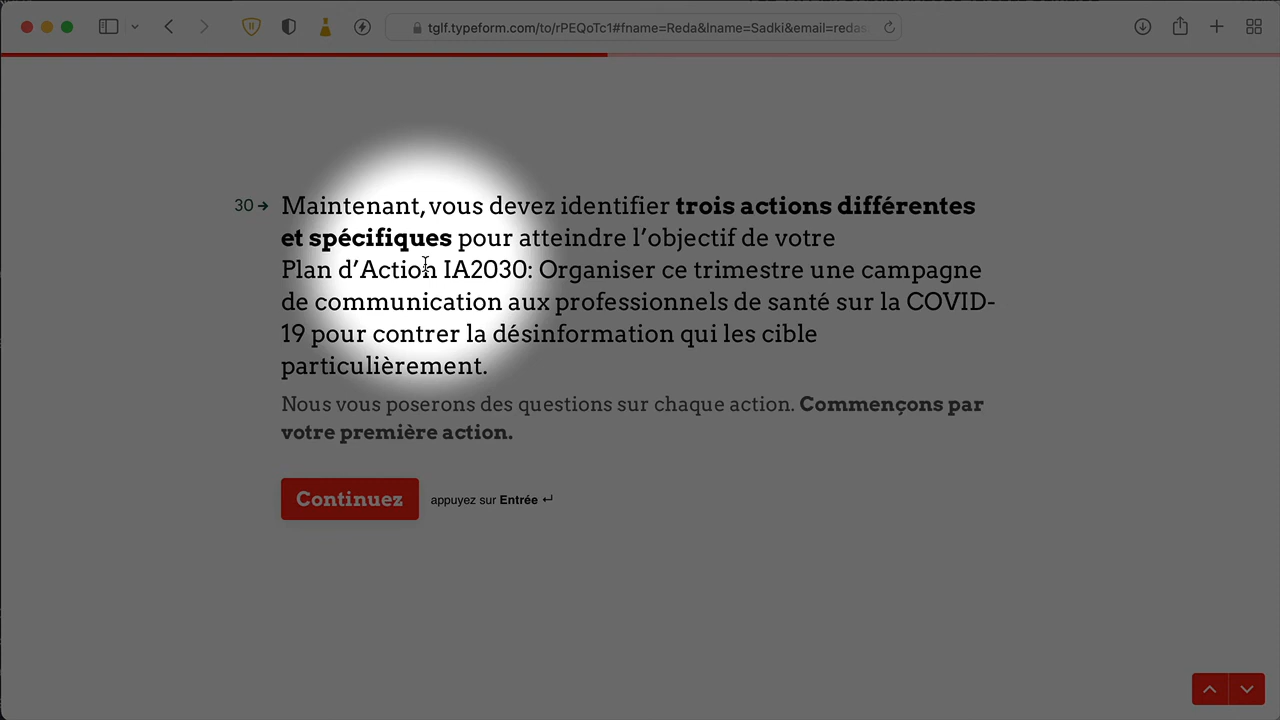 tglf.typeform.com/to/rPEQoTc1#fname=Reda&lname=Sadki&email=redas
30
Maintenant, vous devez identifier trois actions différentes
et spécifiques pour atteindre l’objectif de votre
Plan d’Action IA2030: Organiser ce trimestre une campagne
de communication aux professionnels de santé sur la COVID-
19 pour contrer la désinformation qui les cible
particulièrement.
Nous vous poserons des questions sur chaque action. Commençons par
votre première action.
Continuez appuyez sur Entrée ↵